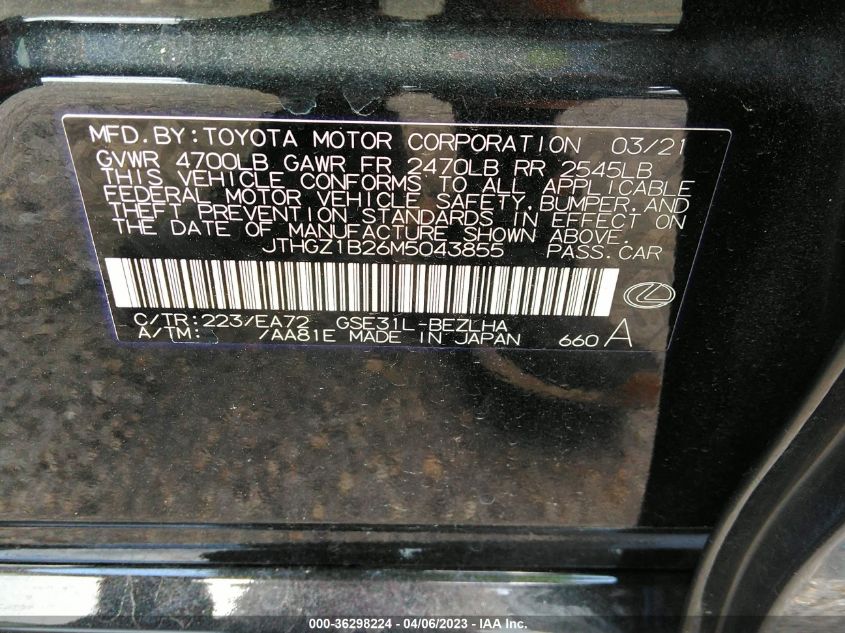 MFD.BY:TOYOTA MOTOR CORPORATION 03/21
GVWR 4700LB GAWR FR 2470LB RR 2545LB
THIS VEHICLE CONFORMS TO ALL APPLICABLE
FEDERAL MOTOR VEHICLE SAFETY,BUMPER,AND
THEFT PREVENTION STANDARDS IN EFFECT ON
THE DATE OF MANUFACTURE SHOWN ABOVE.
JTHGZ1B26M5043855 PASS.CAR
C/TR:223/EA72 GSE31L-BEZLHA
A/TM: /AA81E MADE IN JAPAN 660 A
000-36298224 - 04/06/2023 - IAA Inc.